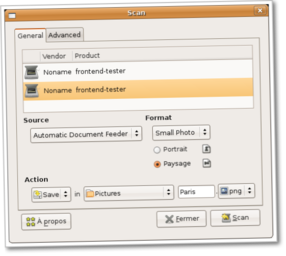 Scan
General Advanced
Vendor Product
Noname frontend-tester
Noname frontend-tester
Source Format
Automatic Document Feeder Small Photo
Portrait
Paysage
Action
Save in Pictures Paris . png
À propos Fermer Scan